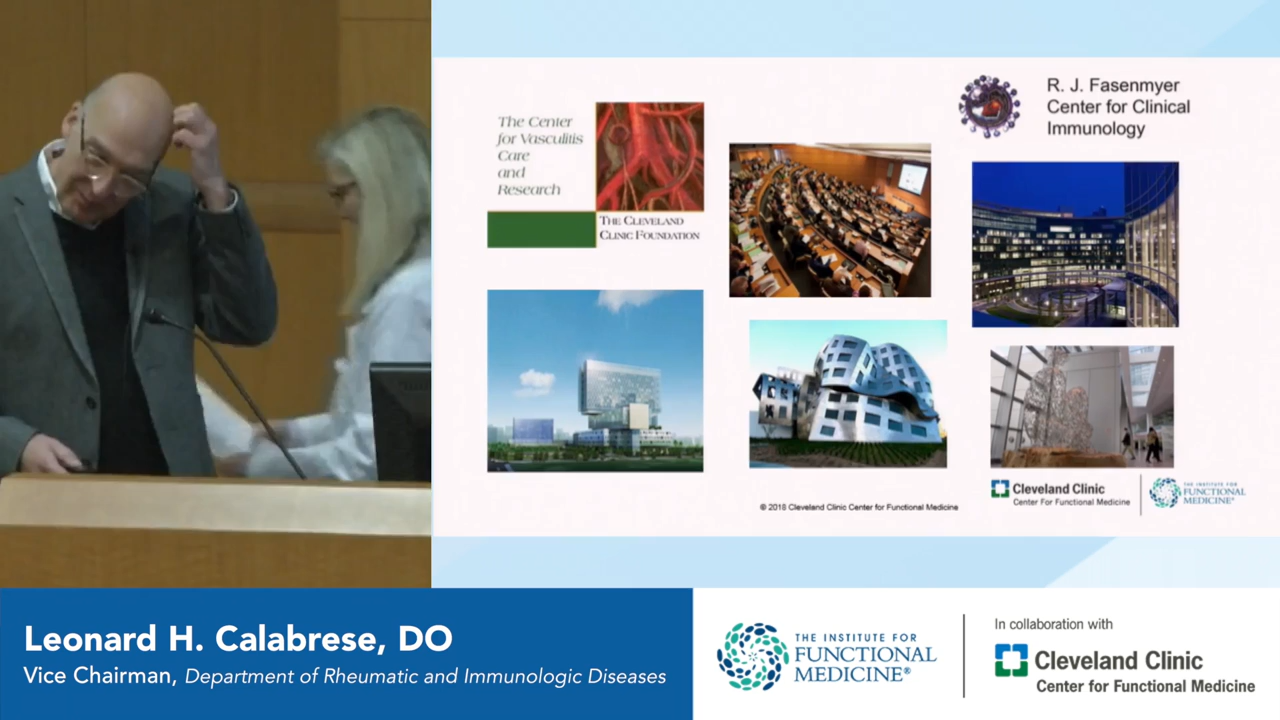 The Center
for Vasculitis
Care
and
Research
THE CLEVELAND
CLINIC FOUNDATION
R. J. Fasenmyer
Center for Clinical
Immunology
© 2018 Cleveland Clinic Center for Functional Medicine
Cleveland Clinic
Center For Functional Medicine
THE INSTITUTE FOR
FUNCTIONAL
MEDICINE®
Leonard H. Calabrese, DO
Vice Chairman, Department of Rheumatic and Immunologic Diseases
THE INSTITUTE FOR
FUNCTIONAL
MEDICINE®
In collaboration with
Cleveland Clinic
Center for Functional Medicine